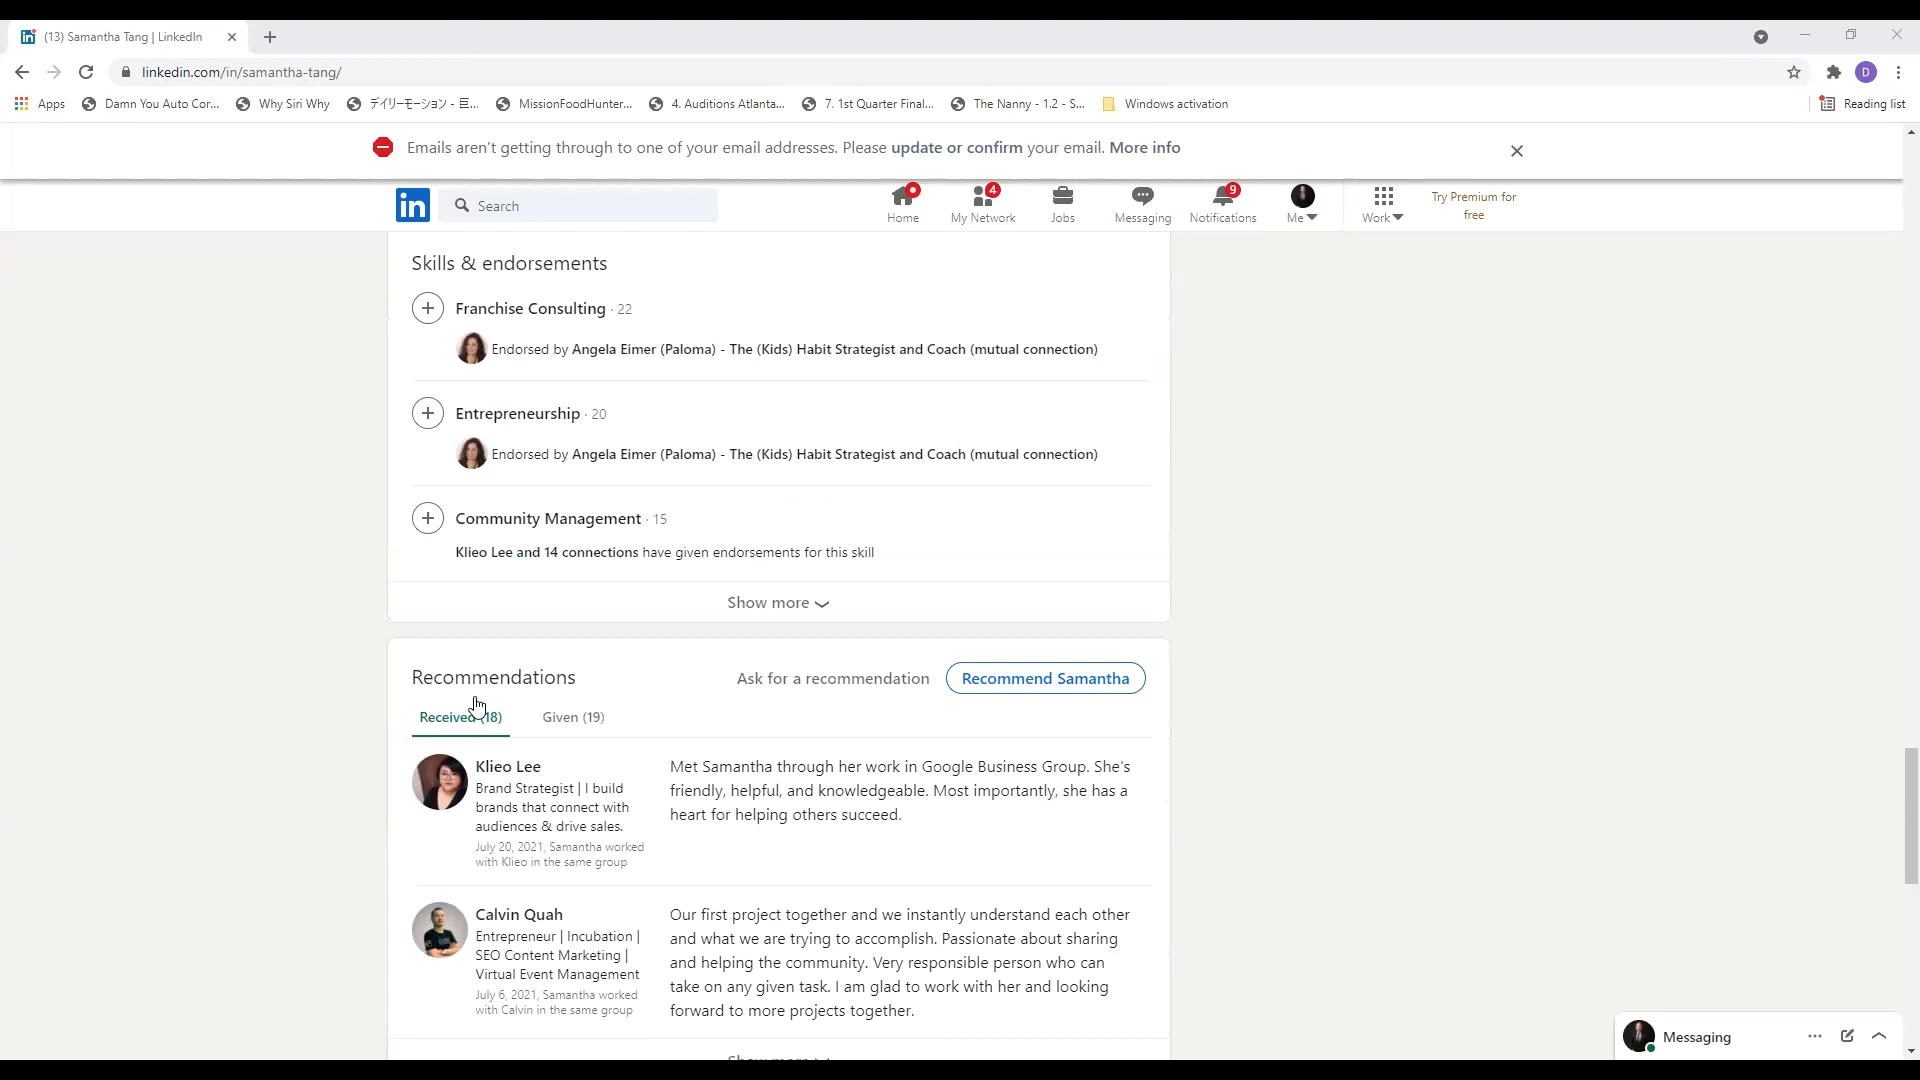 (13) Samantha Tang | LinkedIn
linkedin.com/in/samantha-tang/
D
Apps
Damn You Auto Cor...
Why Siri Why
デイリーモーション - 巨...
MissionFoodHunter...
4. Auditions Atlanta...
7. 1st Quarter Final...
The Nanny - 1.2 - S...
Windows activation
Reading list
Emails aren't getting through to one of your email addresses. Please update or confirm your email. More info
in
Search
Home
4
My Network
Jobs
Messaging
9
Notifications
Me
Work
Try Premium for
free
Skills & endorsements
Franchise Consulting · 22
Endorsed by Angela Eimer (Paloma) - The (Kids) Habit Strategist and Coach (mutual connection)
Entrepreneurship · 20
Endorsed by Angela Eimer (Paloma) - The (Kids) Habit Strategist and Coach (mutual connection)
Community Management · 15
Klieo Lee and 14 connections have given endorsements for this skill
Show more
Recommendations
Ask for a recommendation
Recommend Samantha
Received (18)
Given (19)
Klieo Lee
Brand Strategist | I build
brands that connect with
audiences & drive sales.
July 20, 2021, Samantha worked
with Klieo in the same group
Met Samantha through her work in Google Business Group. She's
friendly, helpful, and knowledgeable. Most importantly, she has a
heart for helping others succeed.
Calvin Quah
Entrepreneur | Incubation |
SEO Content Marketing |
Virtual Event Management
July 6, 2021, Samantha worked
with Calvin in the same group
Our first project together and we instantly understand each other
and what we are trying to accomplish. Passionate about sharing
and helping the community. Very responsible person who can
take on any given task. I am glad to work with her and looking
forward to more projects together.
Show more
Messaging